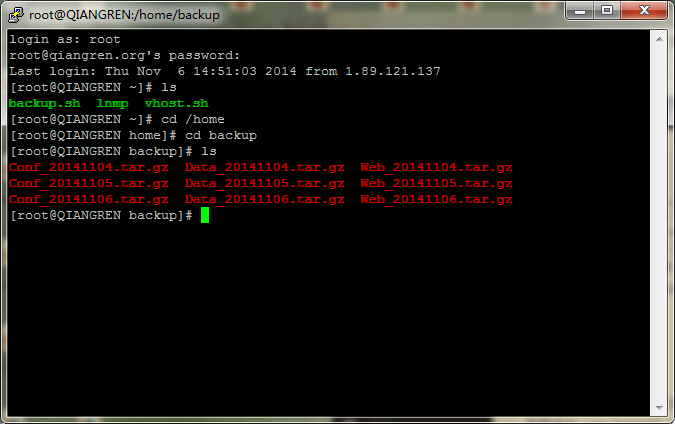 root@QIANGREN:/home/backup
login as: root
root@qiangren.org's password:
Last login: Thu Nov  6 14:51:03 2014 from 1.89.121.137
[root@QIANGREN ~]# ls
backup.sh  lnmp  vhost.sh
[root@QIANGREN ~]# cd /home
[root@QIANGREN home]# cd backup
[root@QIANGREN backup]# ls
Conf_20141104.tar.gz  Data_20141104.tar.gz  Web_20141104.tar.gz
Conf_20141105.tar.gz  Data_20141105.tar.gz  Web_20141105.tar.gz
Conf_20141106.tar.gz  Data_20141106.tar.gz  Web_20141106.tar.gz
[root@QIANGREN backup]#